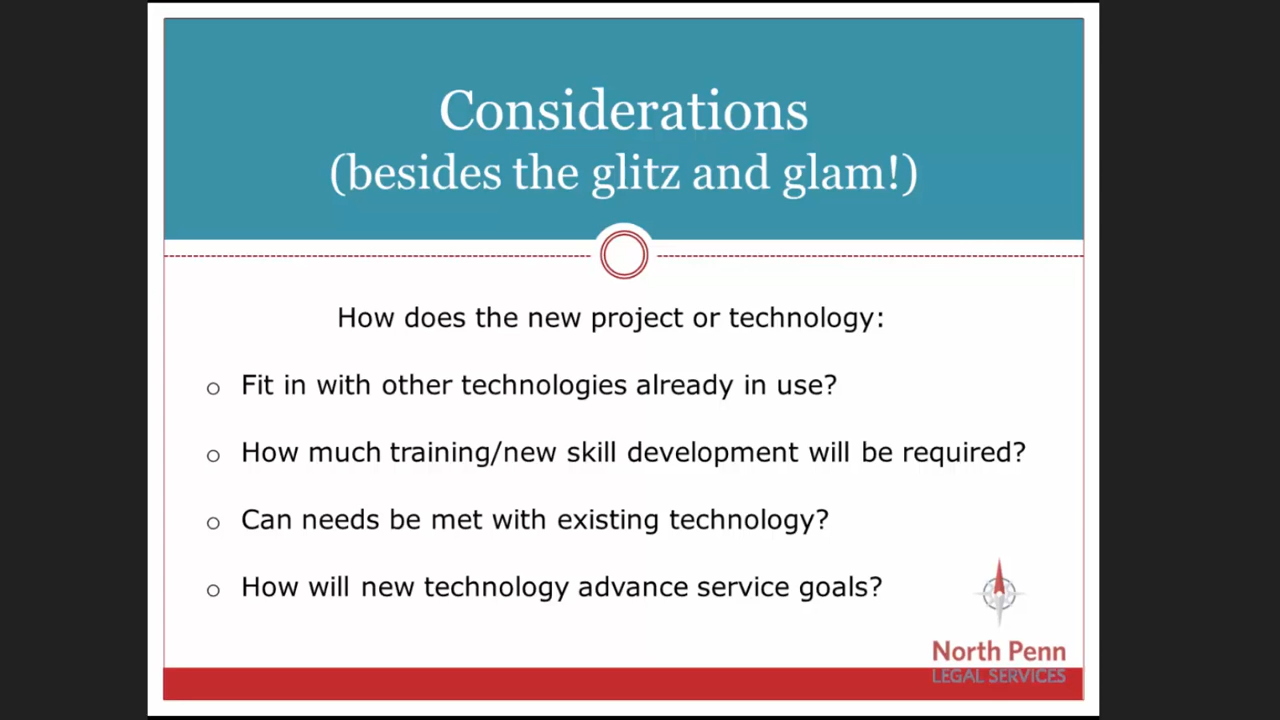 Considerations
(besides the glitz and glam!)
How does the new project or technology:
Fit in with other technologies already in use?
How much training/new skill development will be required?
Can needs be met with existing technology?
How will new technology advance service goals?
North Penn
LEGAL SERVICES